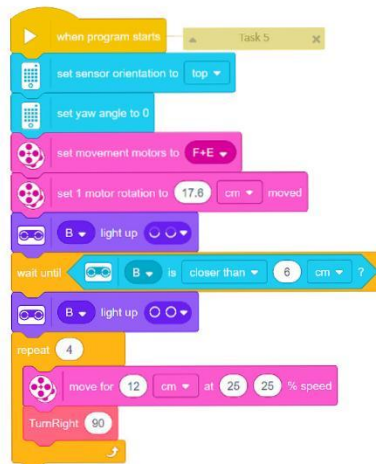 when program starts Task 5
set sensor orientation to top
set yaw angle to 0
set movement motors to F+E
set 1 motor rotation to 17.6 cm moved
B light up
wait until B is closer than 6 cm ?
B light up
repeat 4
move for 12 cm at 25 25 % speed
TurnRight 90